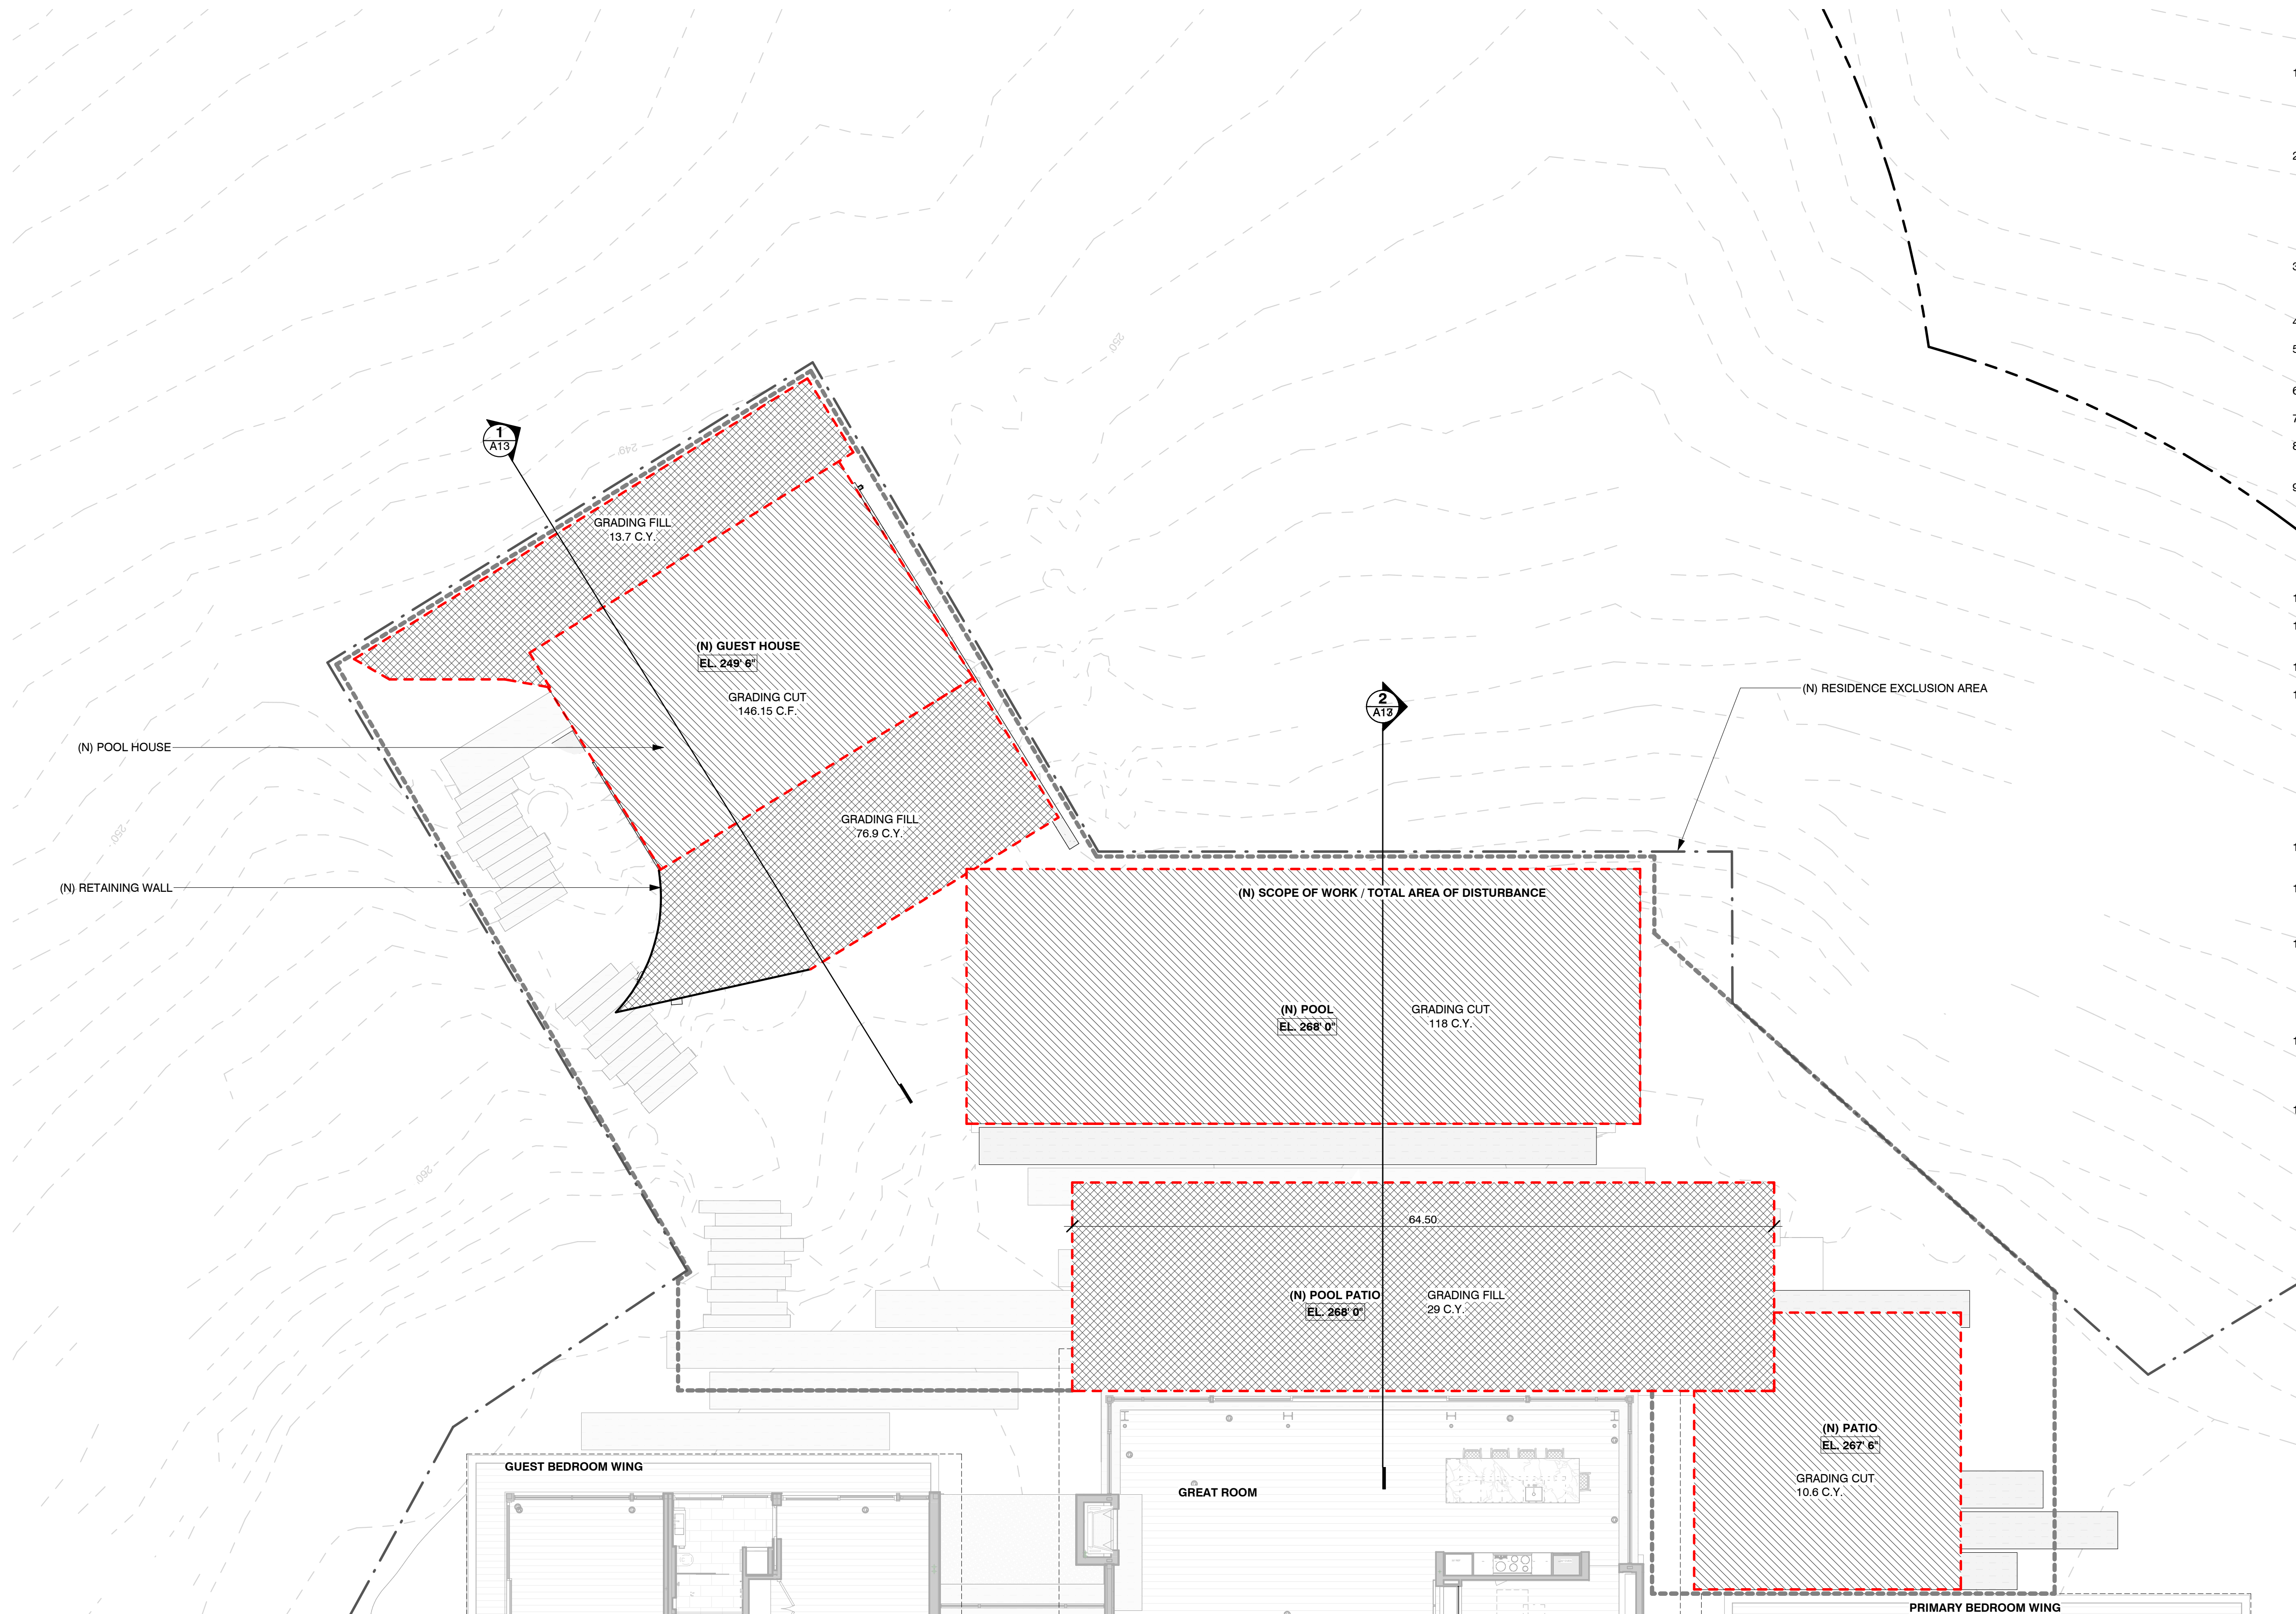 250'
1
A13
249'
GRADING FILL
13.7 C.Y.
(N) GUEST HOUSE
EL. 249' 6"
GRADING CUT
146.15 C.F.
2
A13
(N) RESIDENCE EXCLUSION AREA
(N) POOL HOUSE
GRADING FILL
76.9 C.Y.
250'
(N) RETAINING WALL
(N) SCOPE OF WORK / TOTAL AREA OF DISTURBANCE
(N) POOL
EL. 268' 0"
GRADING CUT
118 C.Y.
260'
64.50
(N) POOL PATIO
EL. 268' 0"
GRADING FILL
29 C.Y.
(N) PATIO
EL. 267' 6"
GRADING CUT
10.6 C.Y.
GUEST BEDROOM WING
GREAT ROOM
PRIMARY BEDROOM WING